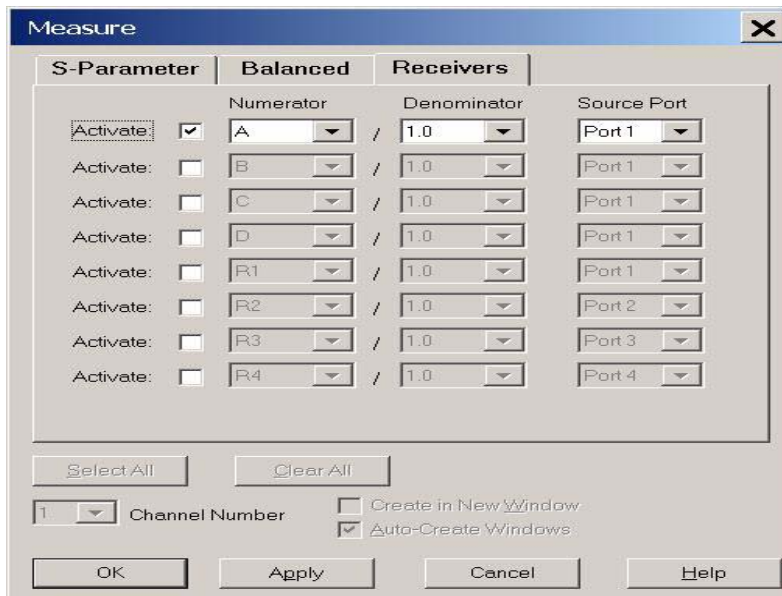 Measure
S-Parameter Balanced Receivers
Numerator Denominator Source Port
Activate: A / 1.0 Port 1
Activate: B / 1.0 Port 1
Activate: C / 1.0 Port 1
Activate: D / 1.0 Port 1
Activate: R1 / 1.0 Port 1
Activate: R2 / 1.0 Port 2
Activate: R3 / 1.0 Port 3
Activate: R4 / 1.0 Port 4
Select All Clear All
1 Channel Number
Create in New Window
Auto-Create Windows
OK Apply Cancel Help